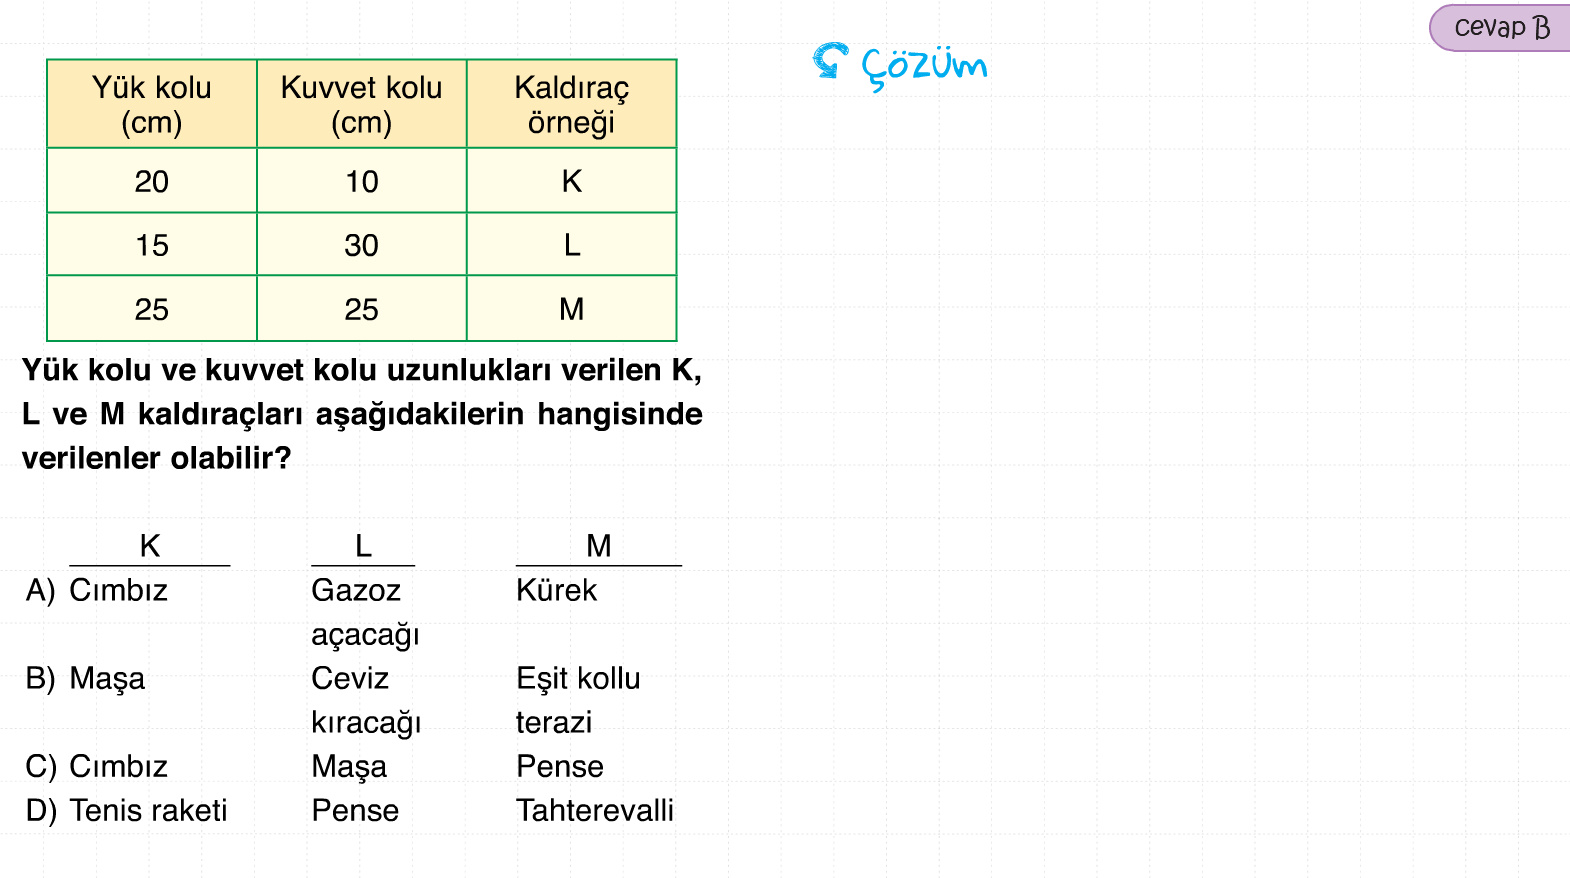 cevap B
Çözüm
Yük kolu (cm) Kuvvet kolu (cm) Kaldıraç örneği
20 10 K
15 30 L
25 25 M
Yük kolu ve kuvvet kolu uzunlukları verilen K,
L ve M kaldıraçları aşağıdakilerin hangisinde
verilenler olabilir?
K L M
A) Cımbız Gazoz açacağı Kürek
B) Maşa Ceviz kıracağı Eşit kollu terazi
C) Cımbız Maşa Pense
D) Tenis raketi Pense Tahterevalli